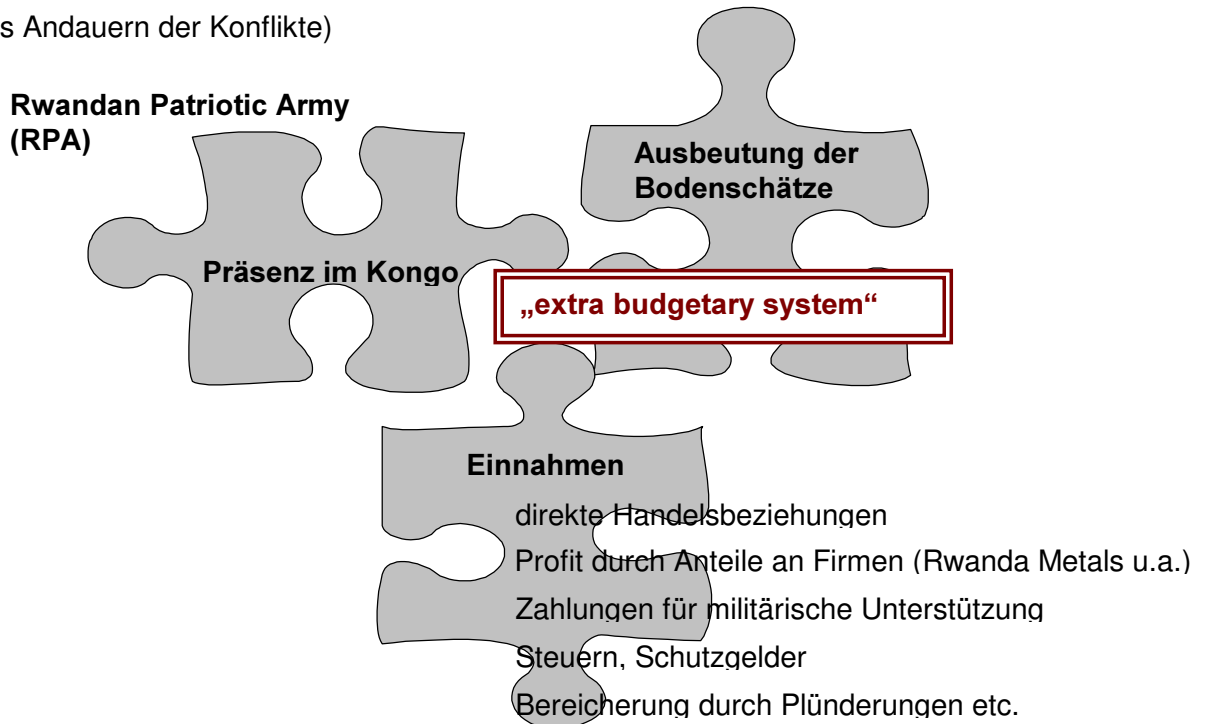 s Andauern der Konflikte)
Rwandan Patriotic Army
(RPA)
Ausbeutung der
Bodenschätze
Präsenz im Kongo
„extra budgetary system“
Einnahmen
direkte Handelsbeziehungen
Profit durch Anteile an Firmen (Rwanda Metals u.a.)
Zahlungen für militärische Unterstützung
Steuern, Schutzgelder
Bereicherung durch Plünderungen etc.